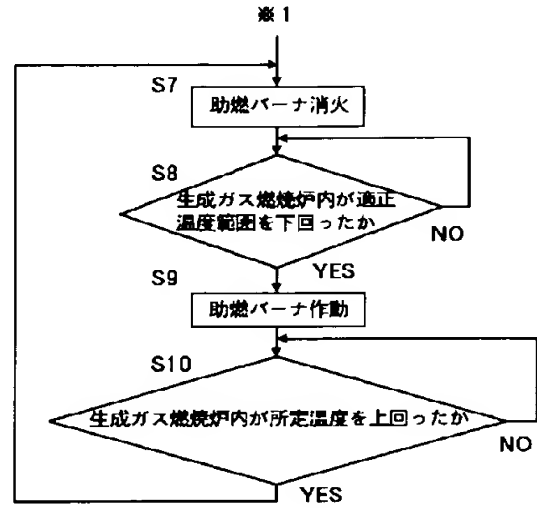 ※1
S7
助燃バーナ消火
S8
生成ガス燃焼炉内が適正
温度範囲を下回ったか
NO
YES
S9
助燃バーナ作動
S10
生成ガス燃焼炉内が所定温度を上回ったか
NO
YES